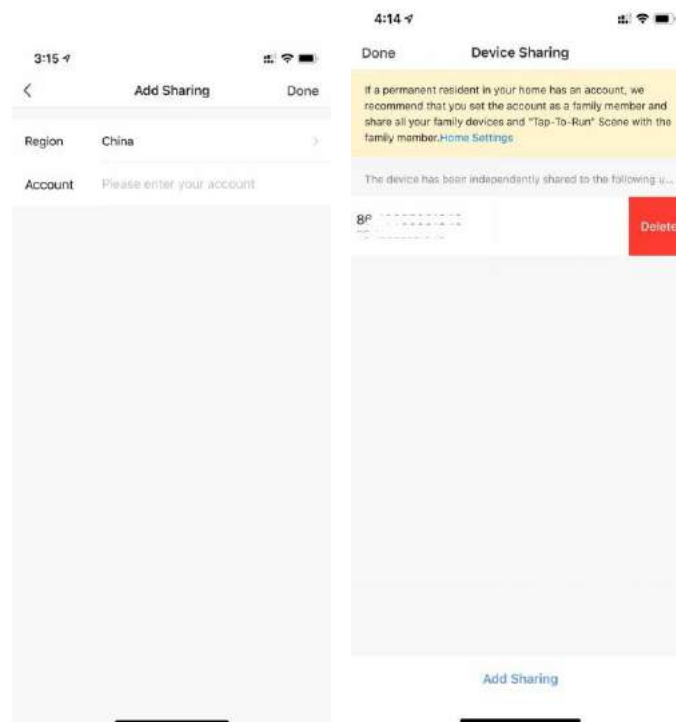 3:15
Add Sharing
Done
Region
China
Account
Please enter your account
4:14
Done
Device Sharing
If a permanent resident in your home has an account, we
recommend that you set the account as a family member and
share all your family devices and "Tap-To-Run" Scene with the
family member.Home Settings
The device has been independently shared to the following u...
Delete
Add Sharing